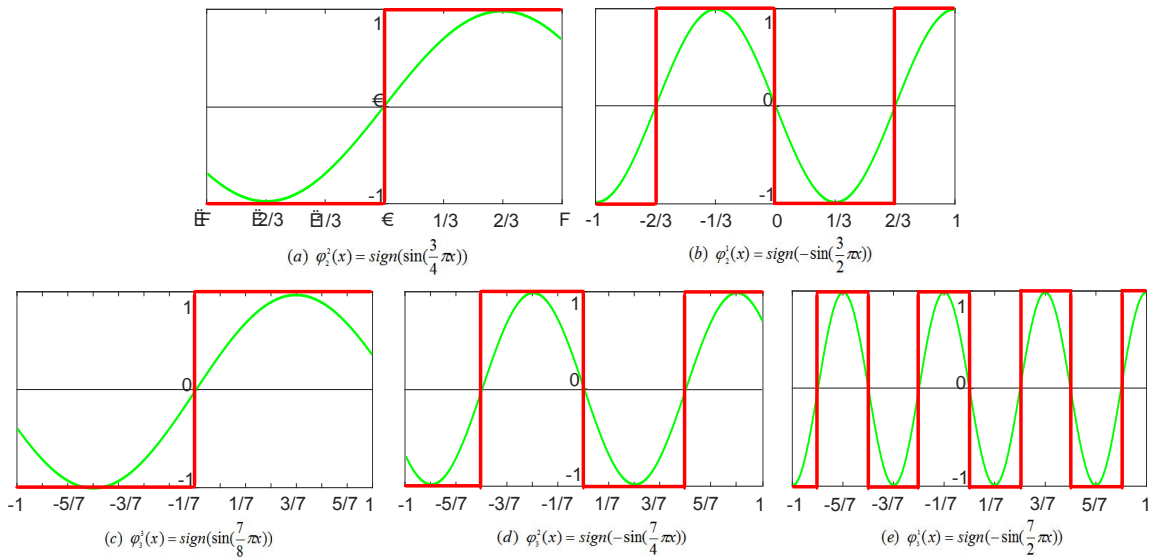 1
€
-1
Ë F Ë 2/3 Ë 1/3 € 1/3 2/3 F
(a) φ₂²(x) = sign(sin(3/4 πx))
1
0
-1
-1 -2/3 -1/3 0 1/3 2/3 1
(b) φ₂¹(x) = sign(−sin(3/2 πx))
1
0
-1
-1 -5/7 -3/7 -1/7 1/7 3/7 5/7 1
(c) φ₃³(x) = sign(sin(7/8 πx))
1
0
-1
-1 -5/7 -3/7 -1/7 1/7 3/7 5/7 1
(d) φ₃²(x) = sign(−sin(7/4 πx))
1
0
-1
-1 -5/7 -3/7 -1/7 1/7 3/7 5/7 1
(e) φ₃¹(x) = sign(−sin(7/2 πx))